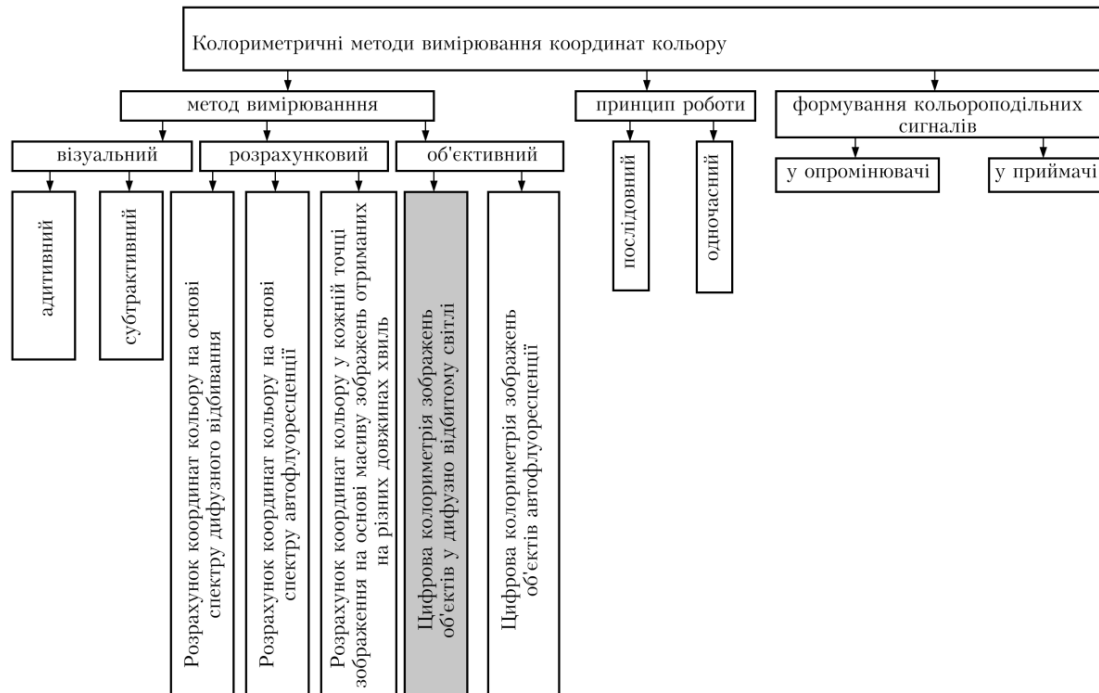 Колориметричні методи вимірювання координат кольору
метод вимірюванння
принцип роботи
формування кольороподільних
сигналів
візуальний
розрахунковий
об'єктивний
послідовний
одночасний
у опромінювачі
у приймачі
адитивний
субтрактивний
Розрахунок координат кольору на основі
спектру дифузного відбивання
Розрахунок координат кольору на основі
спектру автофлуоресценції
Розрахунок координат кольору у кожній точці
зображення на основі масиву зображень отриманих
на різних довжинах хвиль
Цифрова колориметрія зображень
об'єктів у дифузно відбитому світлі
Цифрова колориметрія зображень
об'єктів автофлуоресценції